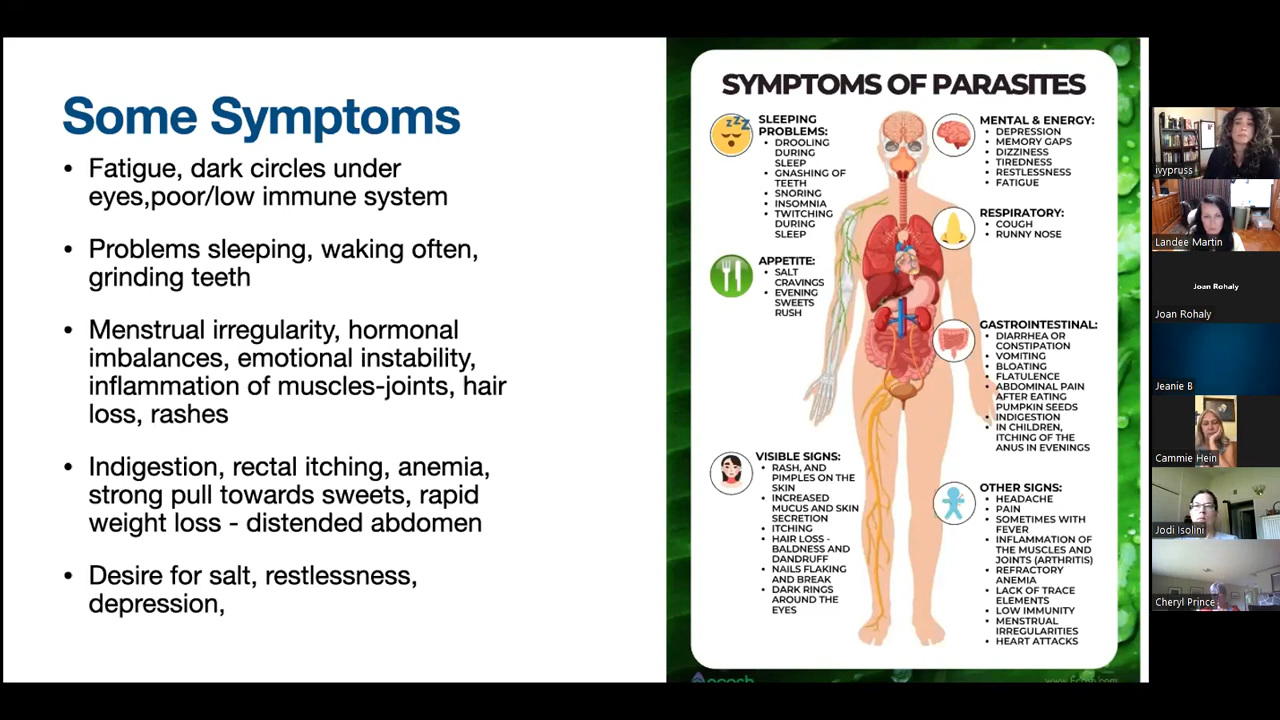 Some Symptoms
• Fatigue, dark circles under
eyes,poor/low immune system
• Problems sleeping, waking often,
grinding teeth
• Menstrual irregularity, hormonal
imbalances, emotional instability,
inflammation of muscles-joints, hair
loss, rashes
• Indigestion, rectal itching, anemia,
strong pull towards sweets, rapid
weight loss - distended abdomen
• Desire for salt, restlessness,
depression,
SYMPTOMS OF PARASITES
zzZ
SLEEPING
PROBLEMS:
• DROOLING
DURING
SLEEP
• GNASHING OF
TEETH
• SNORING
• INSOMNIA
• TWITCHING
DURING
SLEEP
APPETITE:
• SALT
CRAVINGS
• EVENING
SWEETS
RUSH
VISIBLE SIGNS:
• RASH, AND
PIMPLES ON THE
SKIN
• INCREASED
MUCUS AND SKIN
SECRETION
• ITCHING
• HAIR LOSS -
BALDNESS AND
DANDRUFF
• NAILS FLAKING
AND BREAK
• DARK RINGS
AROUND THE
EYES
MENTAL & ENERGY:
• DEPRESSION
• MEMORY GAPS
• DIZZINESS
• TIREDNESS
• RESTLESSNESS
• FATIGUE
RESPIRATORY:
• COUGH
• RUNNY NOSE
GASTROINTESTINAL:
• DIARRHEA OR
CONSTIPATION
• VOMITING
• BLOATING
• FLATULENCE
• ABDOMINAL PAIN
AFTER EATING
PUMPKIN SEEDS
• INDIGESTION
• IN CHILDREN,
ITCHING OF THE
ANUS IN EVENINGS
OTHER SIGNS:
• HEADACHE
• PAIN
• SOMETIMES WITH
FEVER
• INFLAMATION OF
THE MUSCLES AND
JOINTS (ARTHRITIS)
• REFRACTORY
ANEMIA
• LACK OF TRACE
ELEMENTS
• LOW IMMUNITY
• MENSTRUAL
IRREGULARITIES
• HEART ATTACKS
ivypruss
Landee Martin
Joan Rohaly
Joan Rohaly
Jeanie B
Cammie Hein
Jodi Isolini
Cheryl Prince